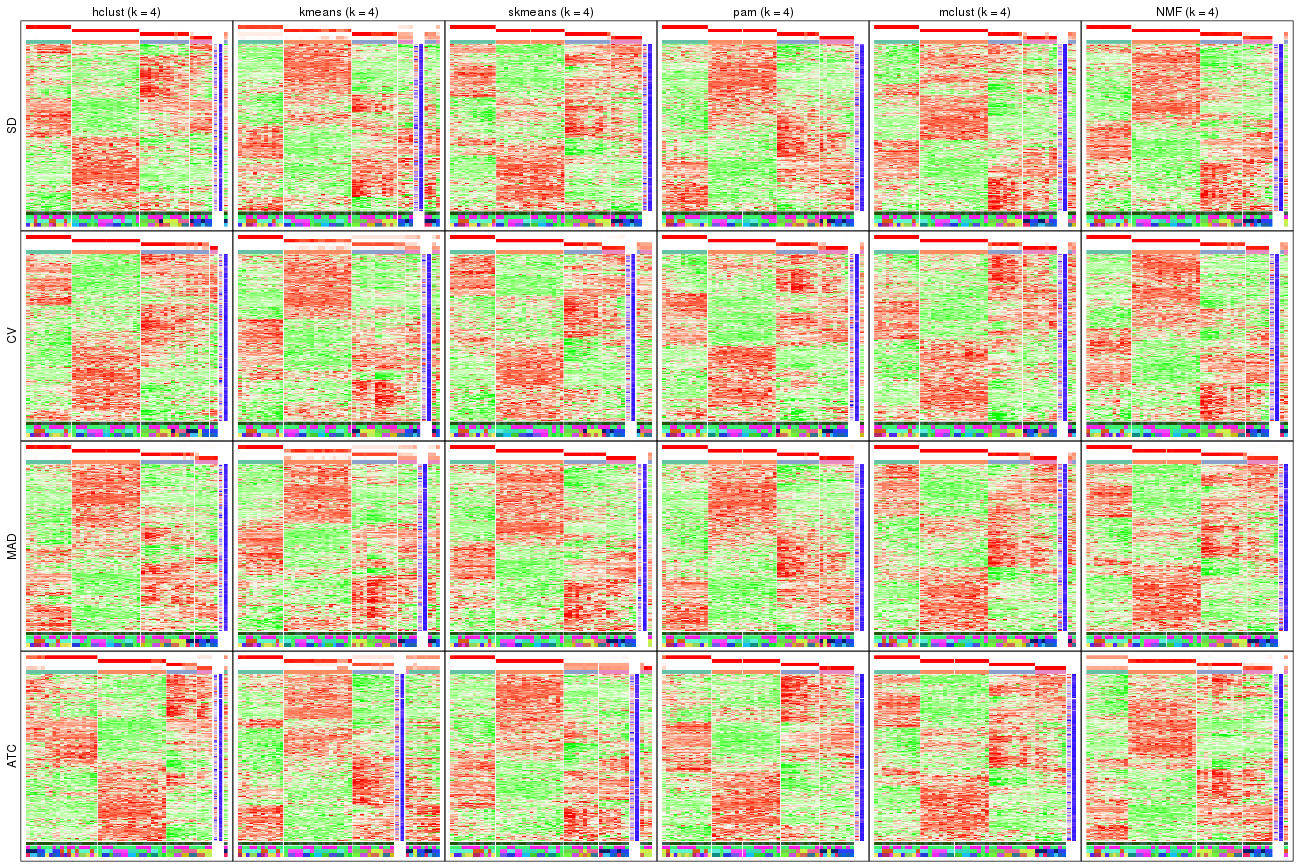 hclust (k = 4) kmeans (k = 4) skmeans (k = 4) pam (k = 4) mclust (k = 4) NMF (k = 4)
SD
CV
MAD
ATC